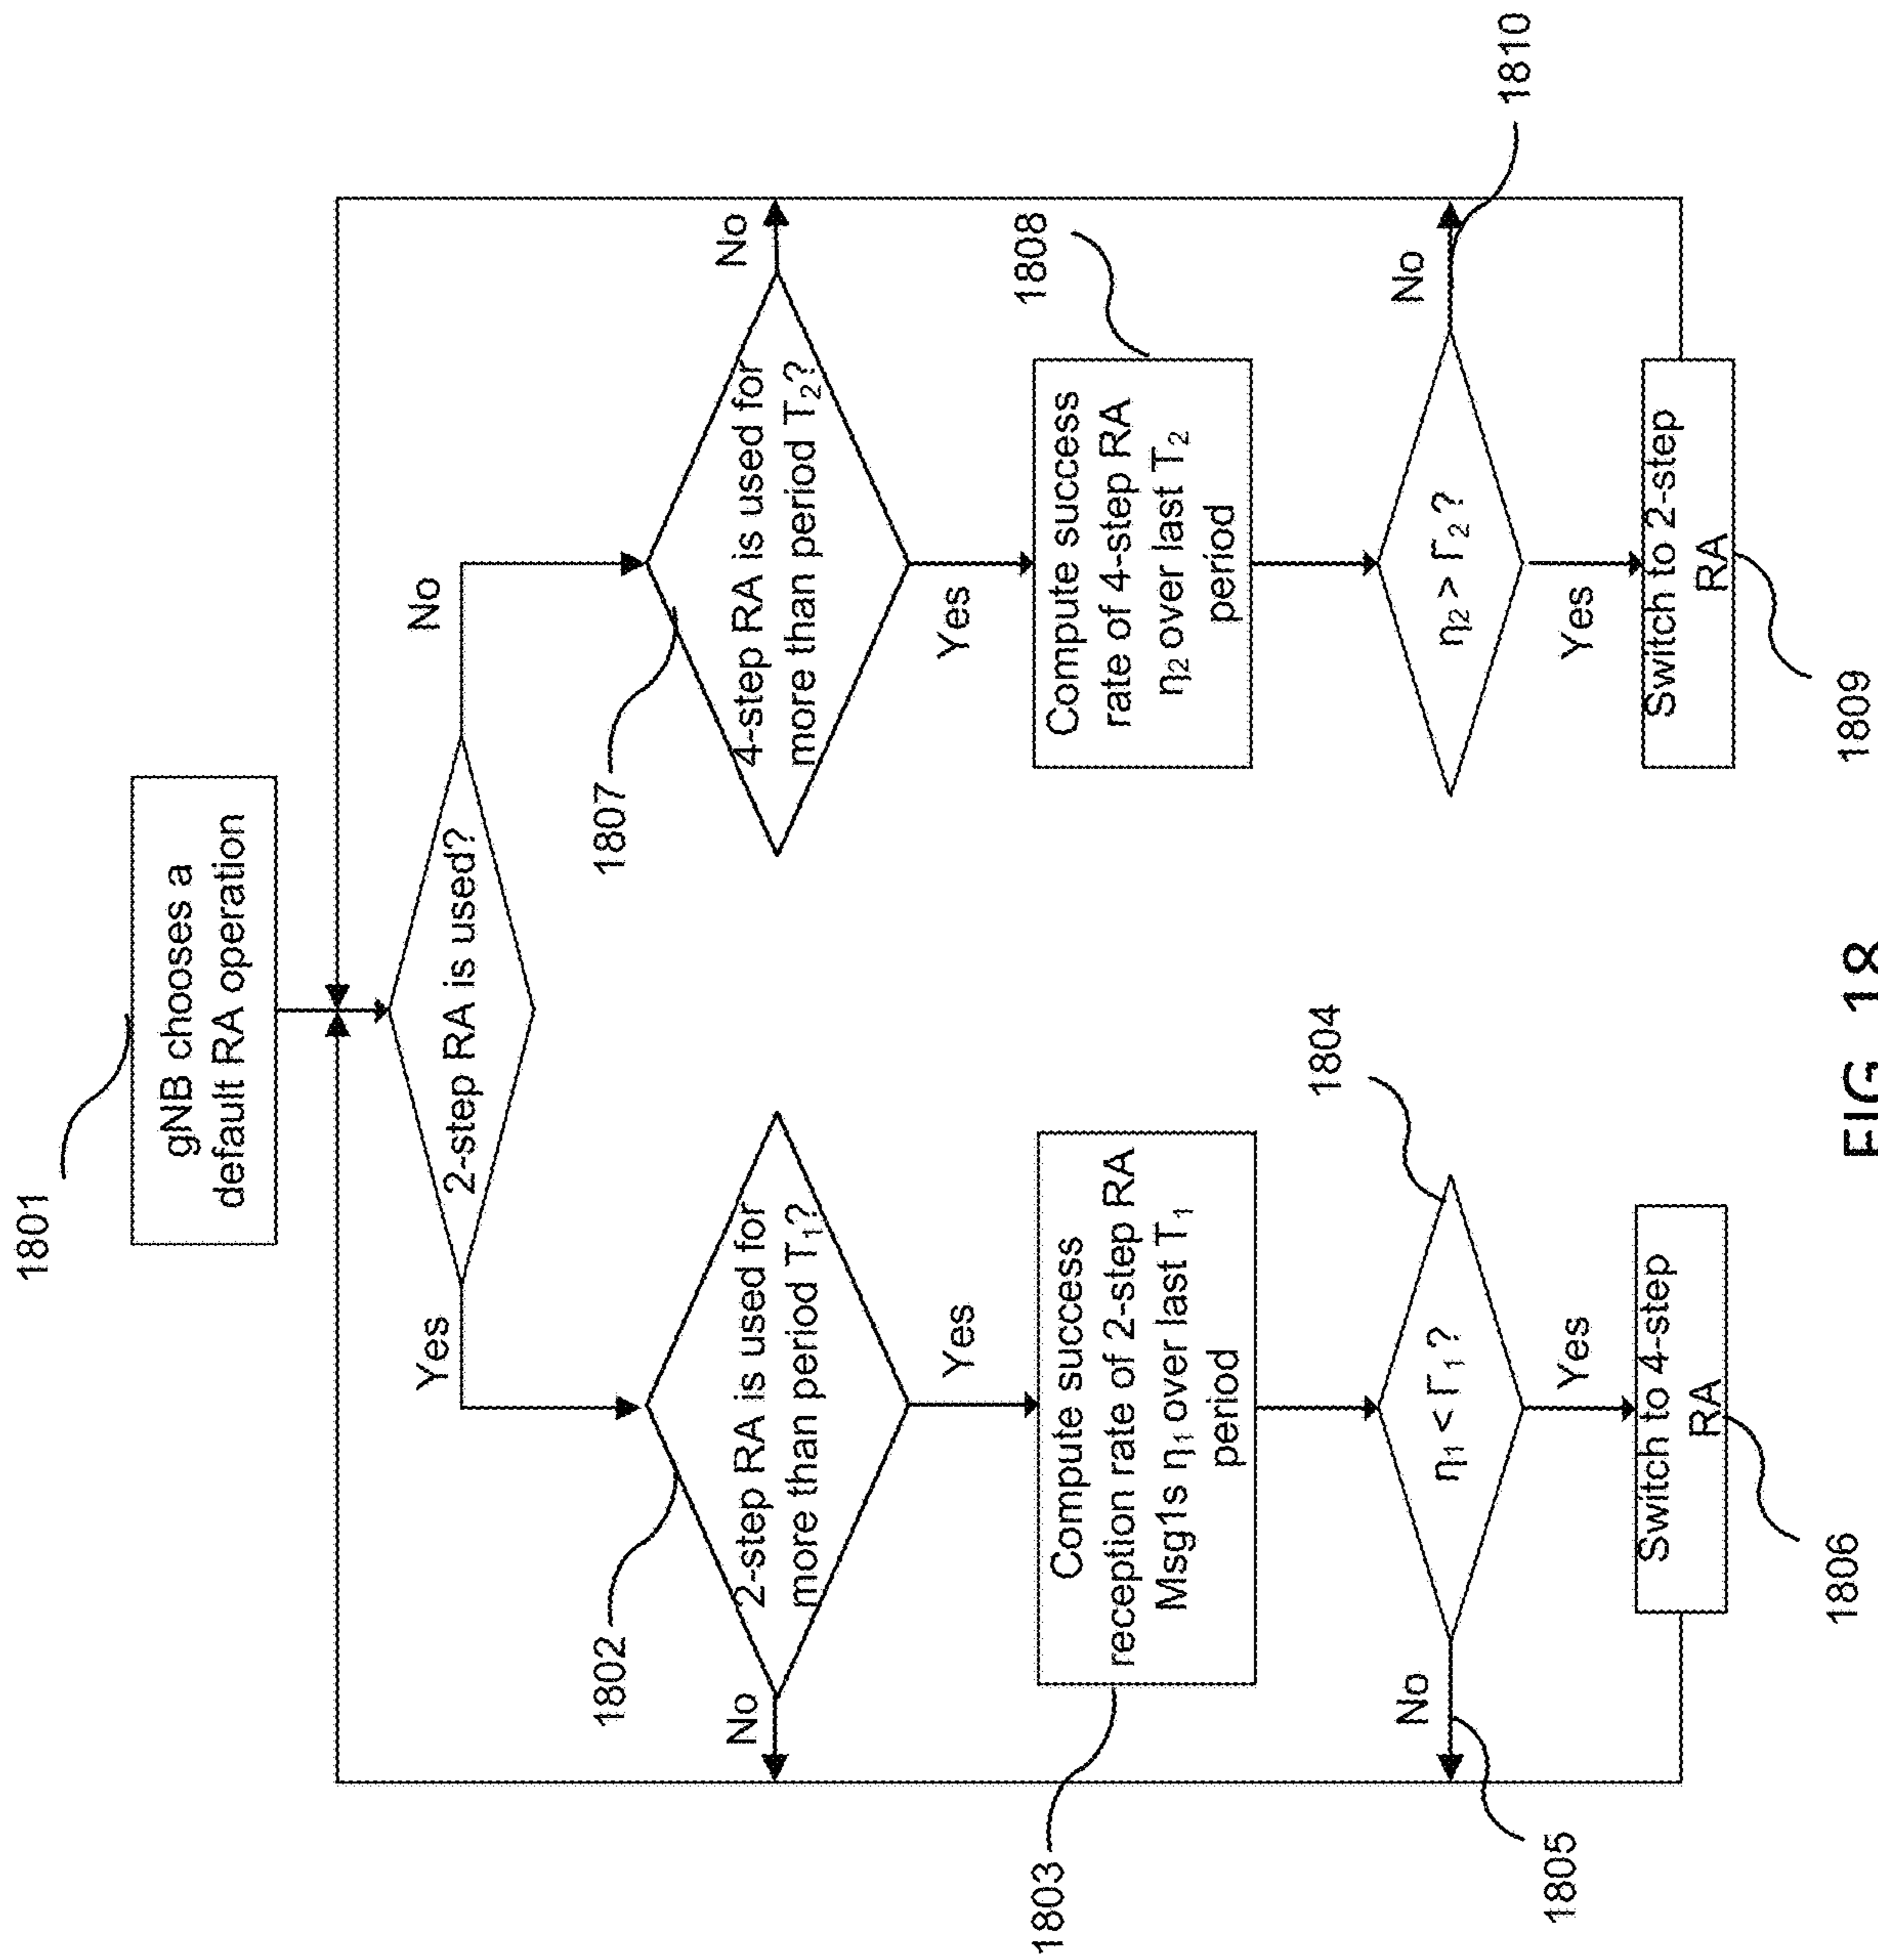 1801
gNB chooses a
default RA operation
2-step RA is used?
Yes
No
1802
2-step RA is used for
more than period T₁?
No
Yes
1803
Compute success
reception rate of 2-step RA
Msg1s η₁ over last T₁
period
1804
η₁ < Γ₁?
No
1805
Yes
Switch to 4-step
RA
1806
1807
4-step RA is used for
more than period T₂?
No
Yes
1808
Compute success
rate of 4-step RA
η₂ over last T₂
period
η₂ > Γ₂?
No
1810
Yes
Switch to 2-step
RA
1809
FIG. 18